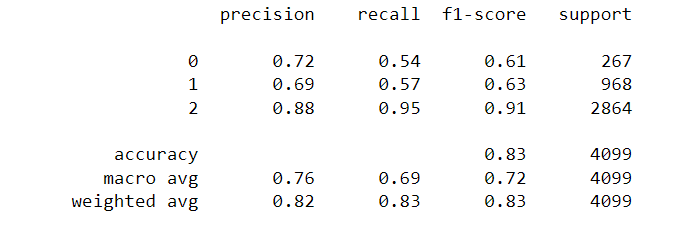 precision recall f1-score support
0 0.72 0.54 0.61 267
1 0.69 0.57 0.63 968
2 0.88 0.95 0.91 2864
accuracy 0.83 4099
macro avg 0.76 0.69 0.72 4099
weighted avg 0.82 0.83 0.83 4099